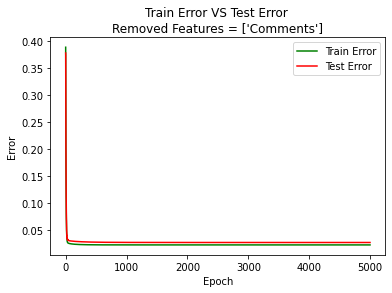 Train Error VS Test Error
Removed Features = ['Comments']
Train Error
Test Error
Error
0.40
0.35
0.30
0.25
0.20
0.15
0.10
0.05
0
1000
2000
3000
4000
5000
Epoch